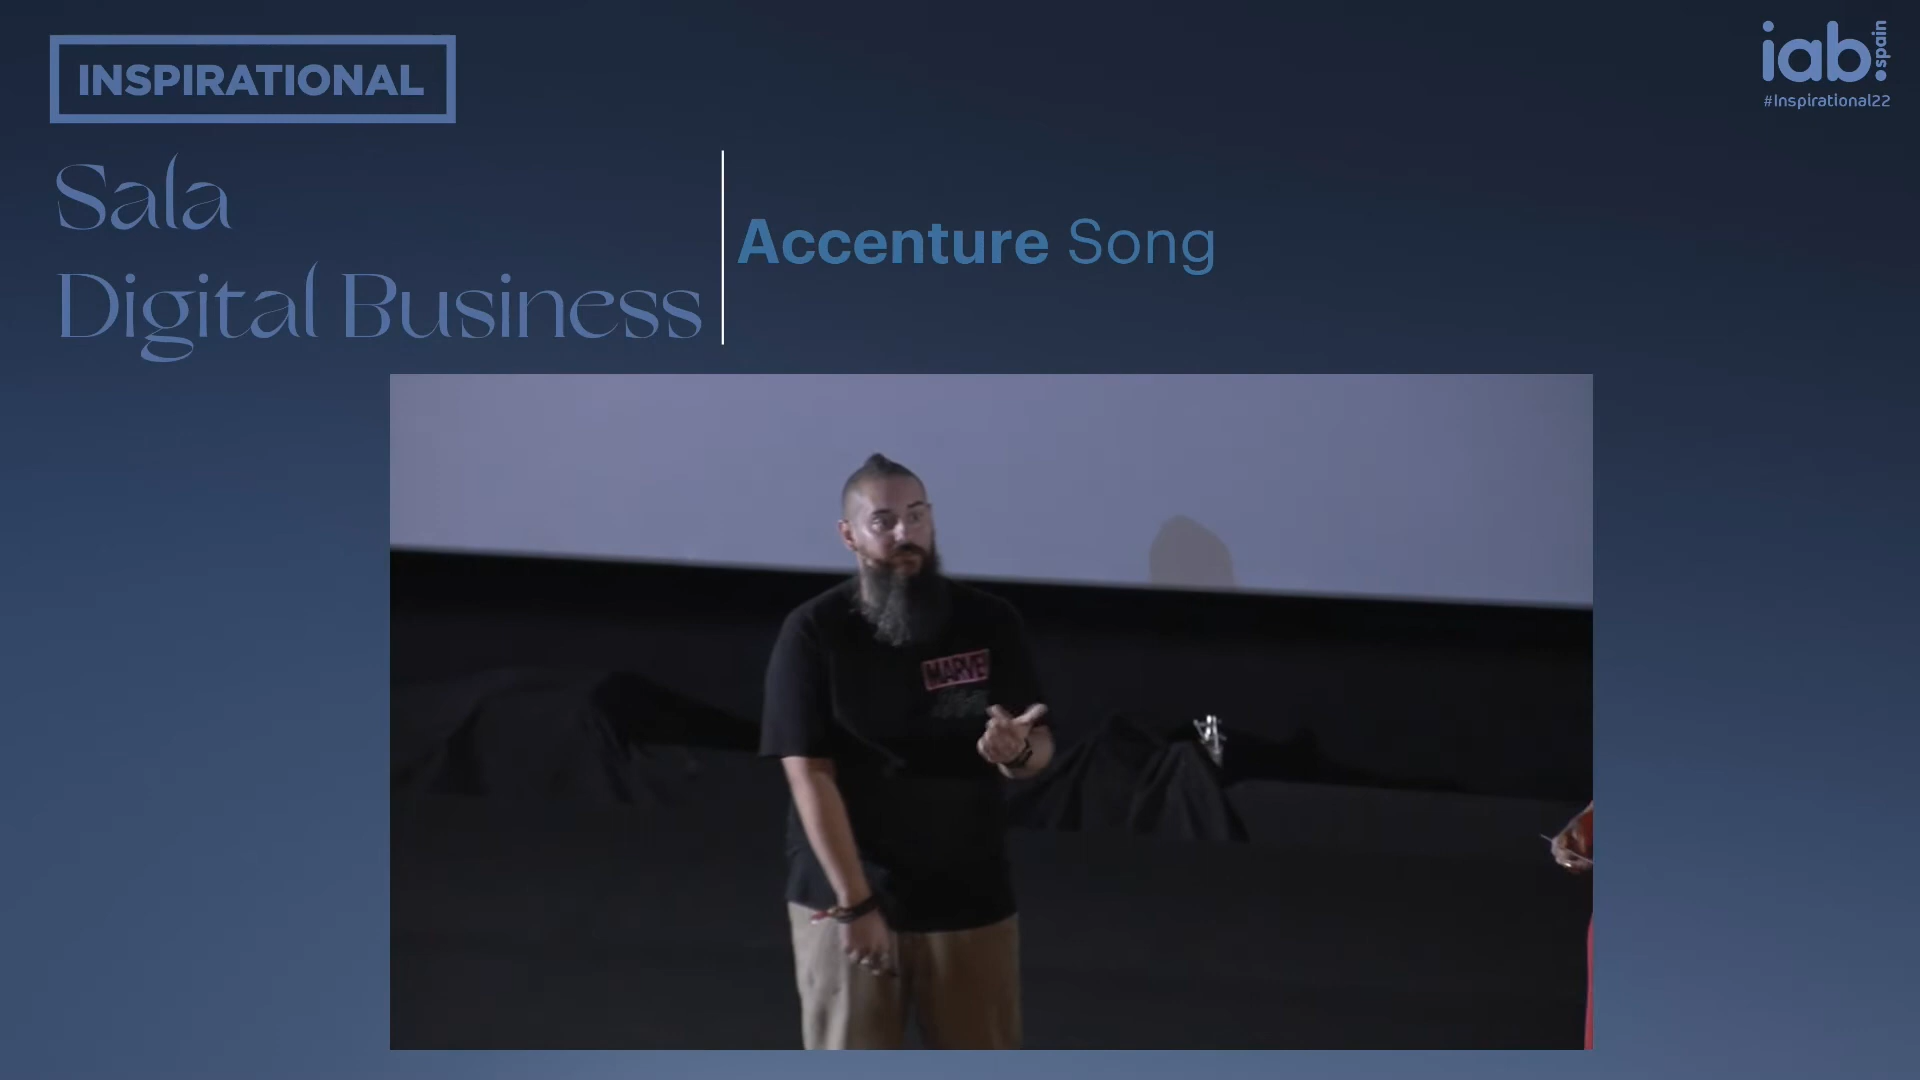 INSPIRATIONAL
iab.spain
#Inspirational22
Sala
Digital Business
Accenture Song
MARVEL